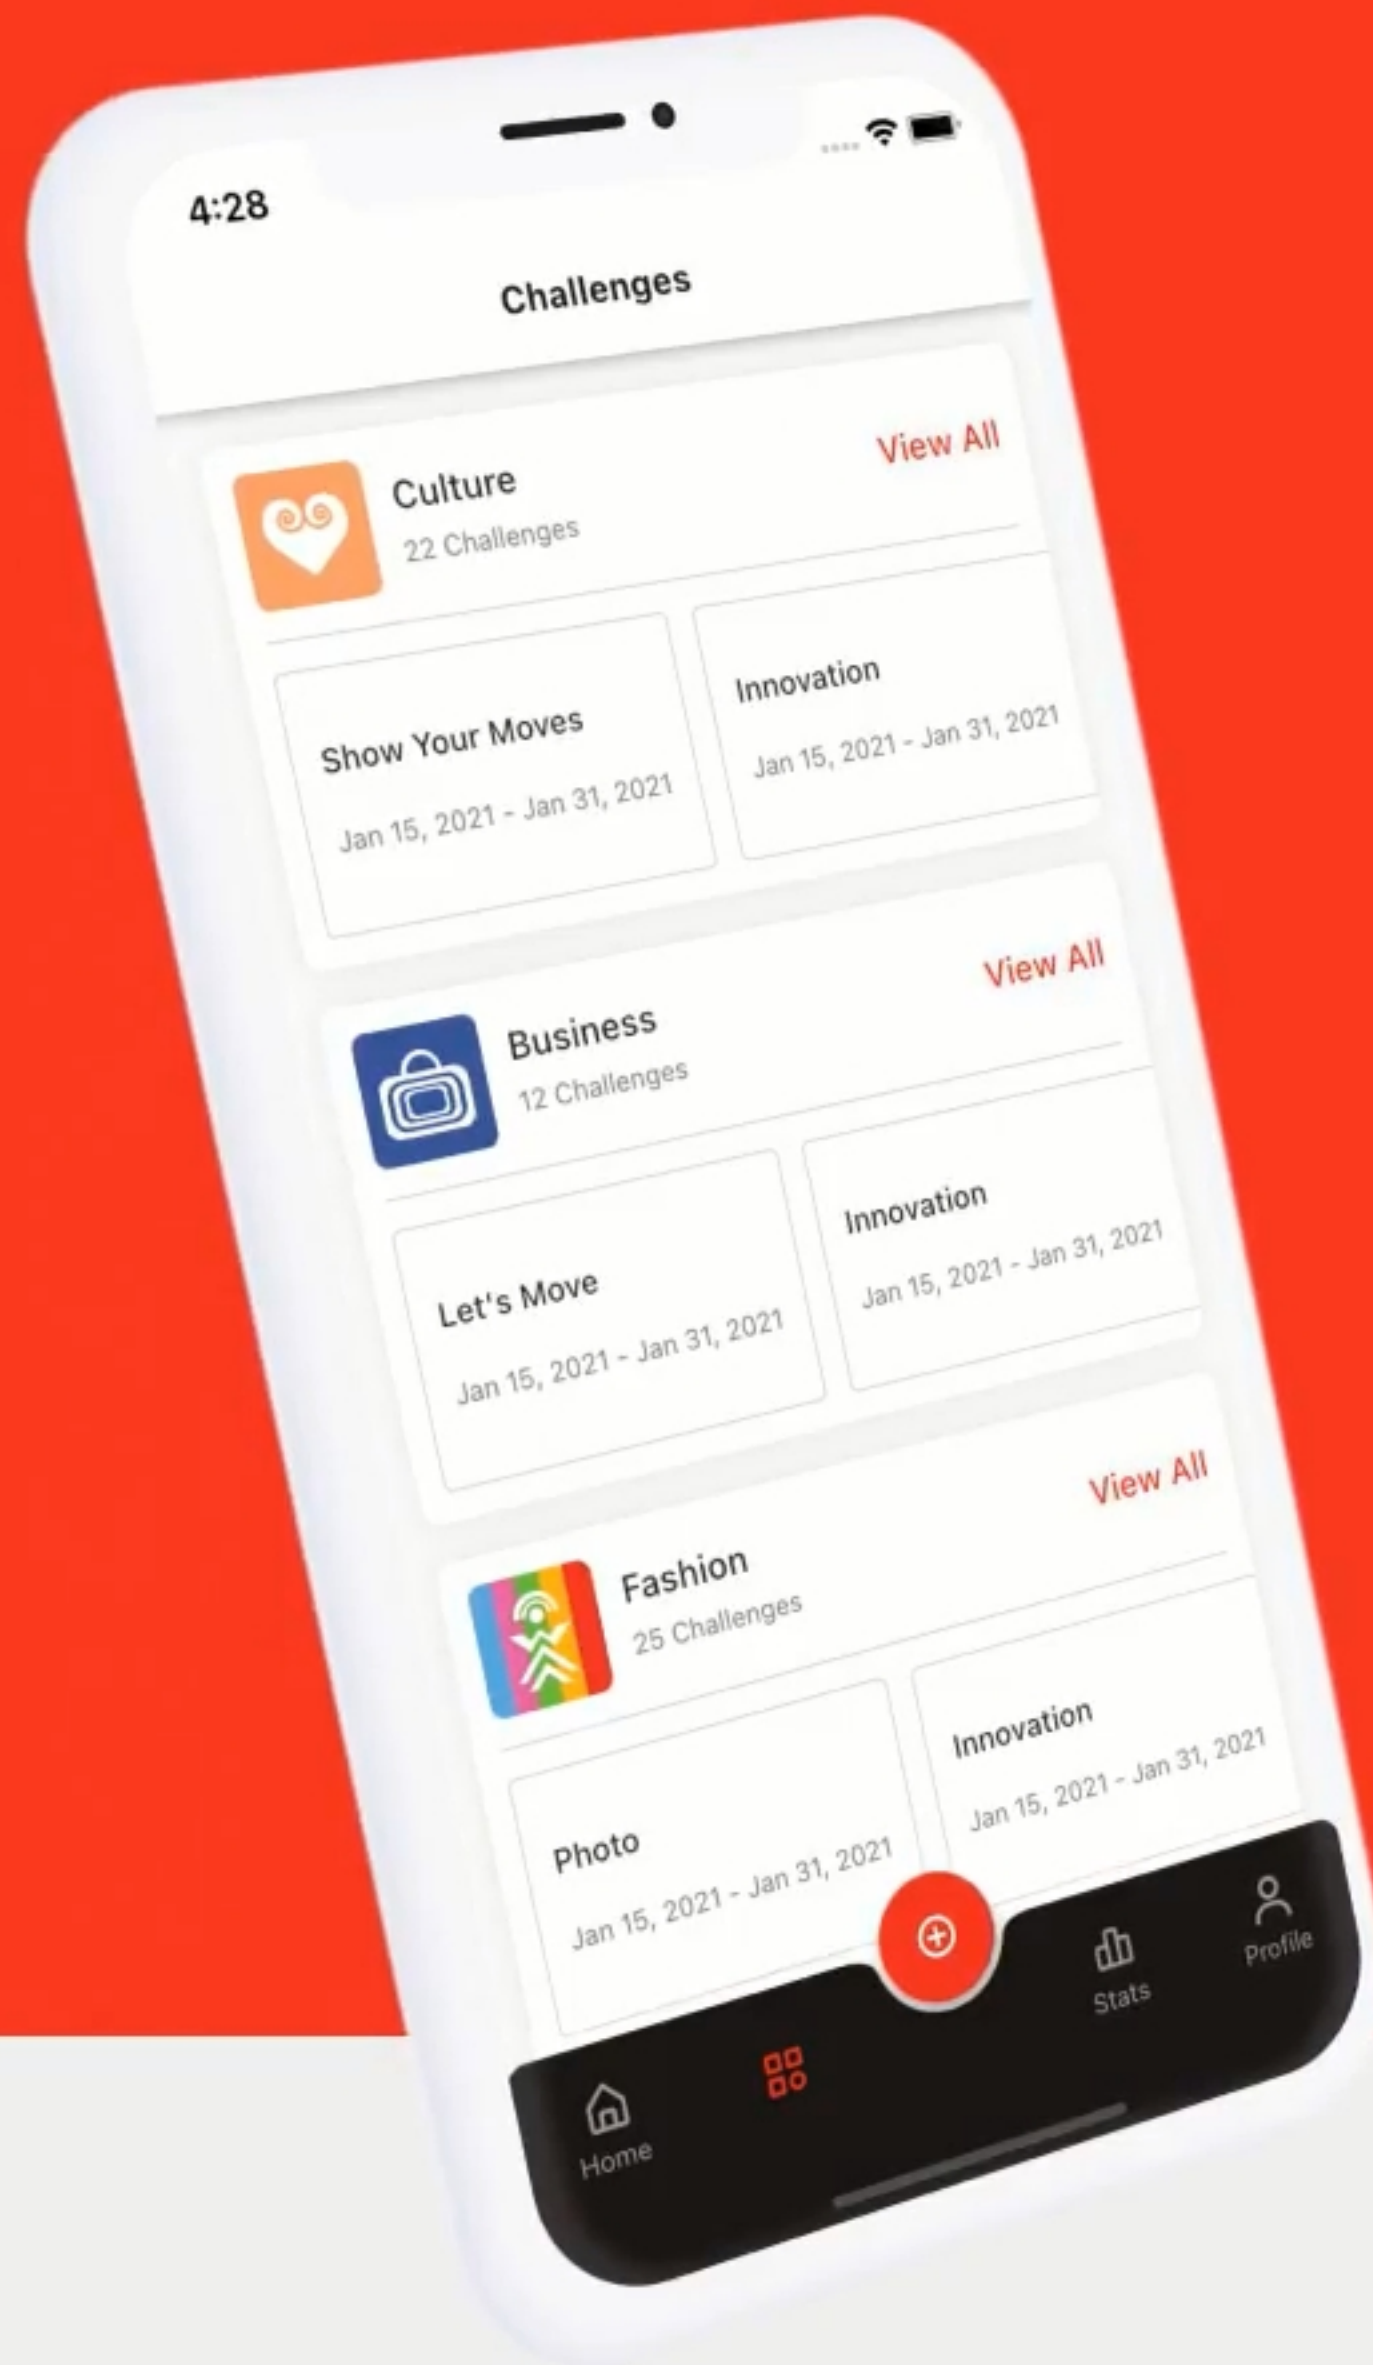 4:28
Challenges
Culture
View All
22 Challenges
Show Your Moves
Jan 15, 2021 - Jan 31, 2021
Innovation
Jan 15, 2021 - Jan 31, 2021
Business
View All
12 Challenges
Let's Move
Jan 15, 2021 - Jan 31, 2021
Innovation
Jan 15, 2021 - Jan 31, 2021
Fashion
View All
25 Challenges
Photo
Jan 15, 2021 - Jan 31, 2021
Innovation
Jan 15, 2021 - Jan 31, 2021
Home
Stats
Profile